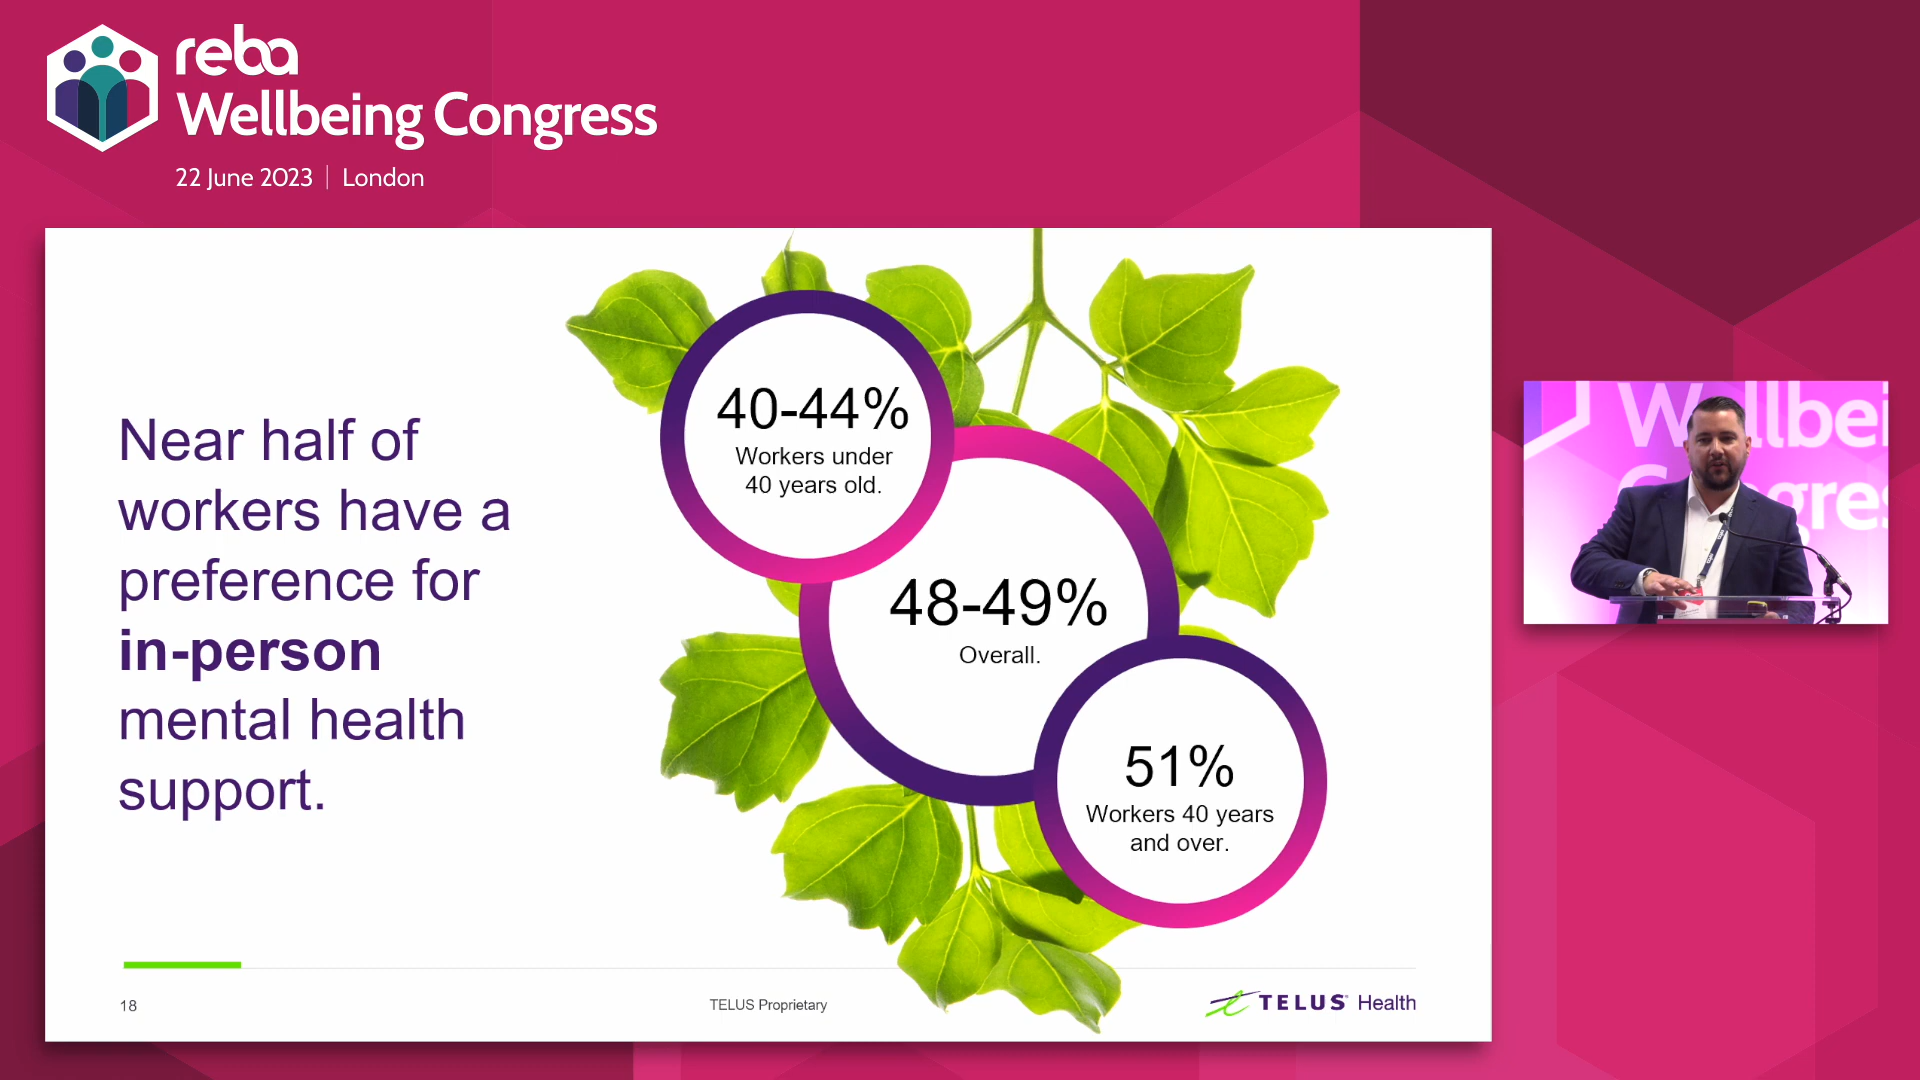 reba
Wellbeing Congress
22 June 2023 | London
Near half of
workers have a
preference for
in-person
mental health
support.
40-44%
Workers under
40 years old.
48-49%
Overall.
51%
Workers 40 years
and over.
18
TELUS Proprietary
TELUS Health